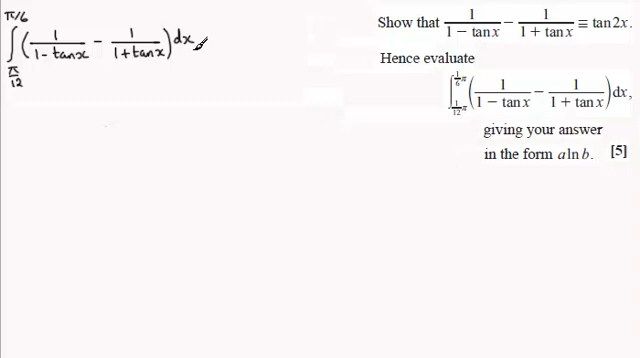 π/6
∫ ( 1/(1 - tanx) - 1/(1 + tanx) ) dx
π/12
Show that 1/(1 − tan x) − 1/(1 + tan x) ≡ tan 2x.
Hence evaluate
∫_{1/12 π}^{1/6 π} ( 1/(1 − tan x) − 1/(1 + tan x) ) dx,
giving your answer
in the form a ln b. [5]